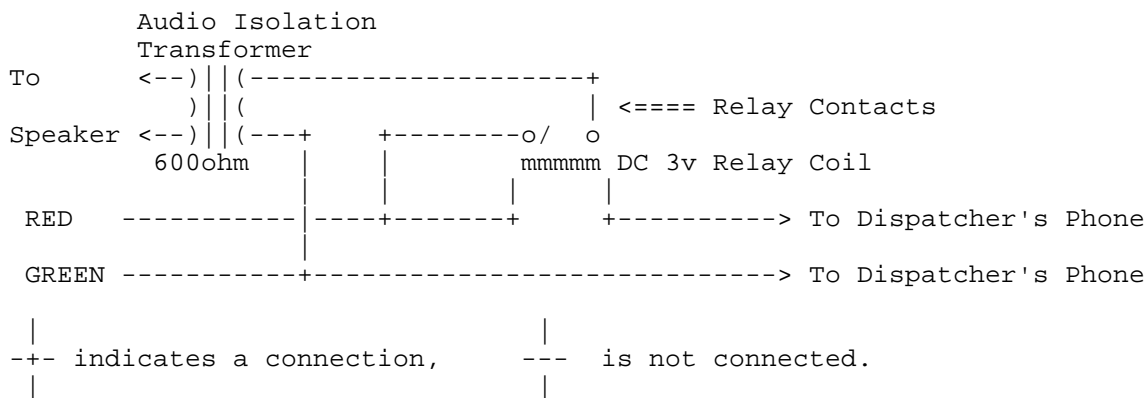 Audio Isolation
Transformer
To <--)||(---------------------+
)||( | <==== Relay Contacts
Speaker <--)||(---+ +--------o/ o
600ohm | | mmmmm DC 3v Relay Coil
| | | |
RED -----------|----+-------+ +----------> To Dispatcher's Phone
|
GREEN -----------+----------------------------> To Dispatcher's Phone
| |
-+- indicates a connection, --- is not connected.
| |